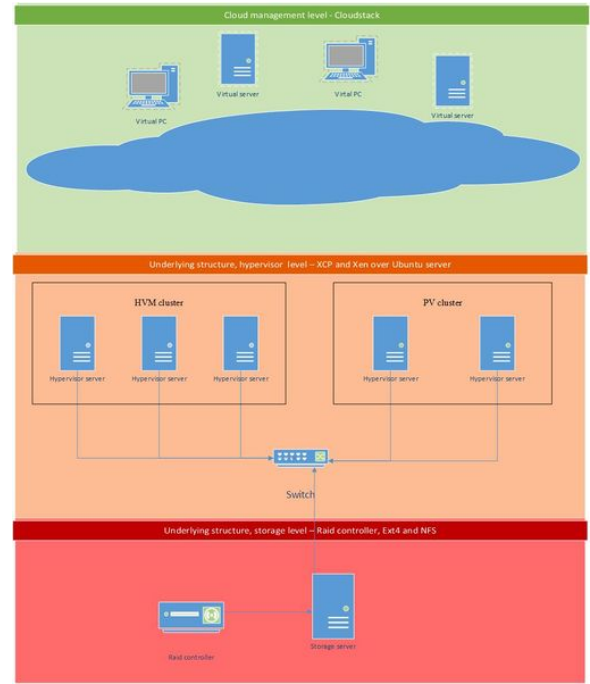 Cloud management level - Cloudstack
Virtual PC
Virtual server
Virtal PC
Virtual server
Underlying structure, hypervisor level – XCP and Xen over Ubuntu server
HVM cluster
PV cluster
Hypervisor server
Hypervisor server
Hypervisor server
Hypervisor server
Hypervisor server
Switch
Underlying structure, storage level – Raid controller, Ext4 and NFS
Raid controller
Storage server